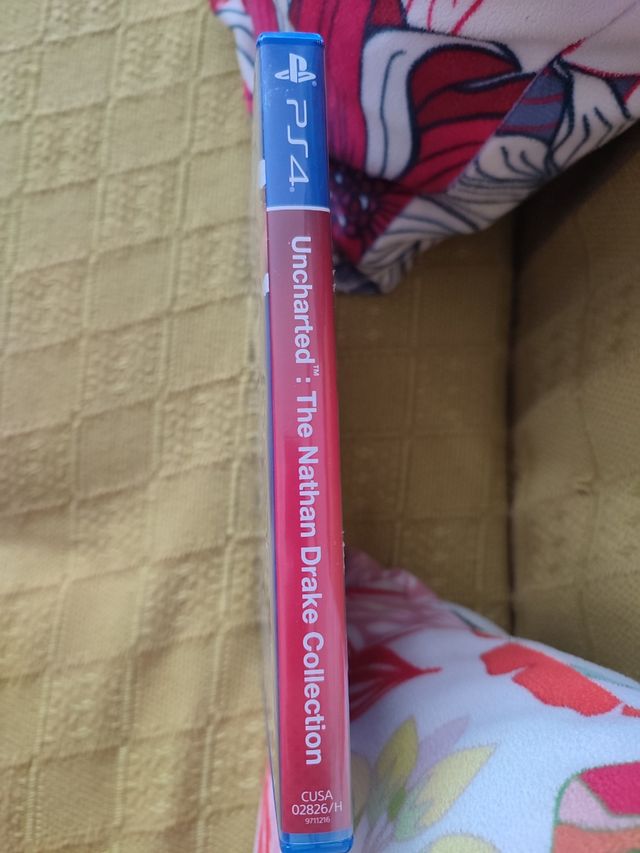 PS4
Uncharted™: The Nathan Drake Collection
CUSA
02826/H
9711216